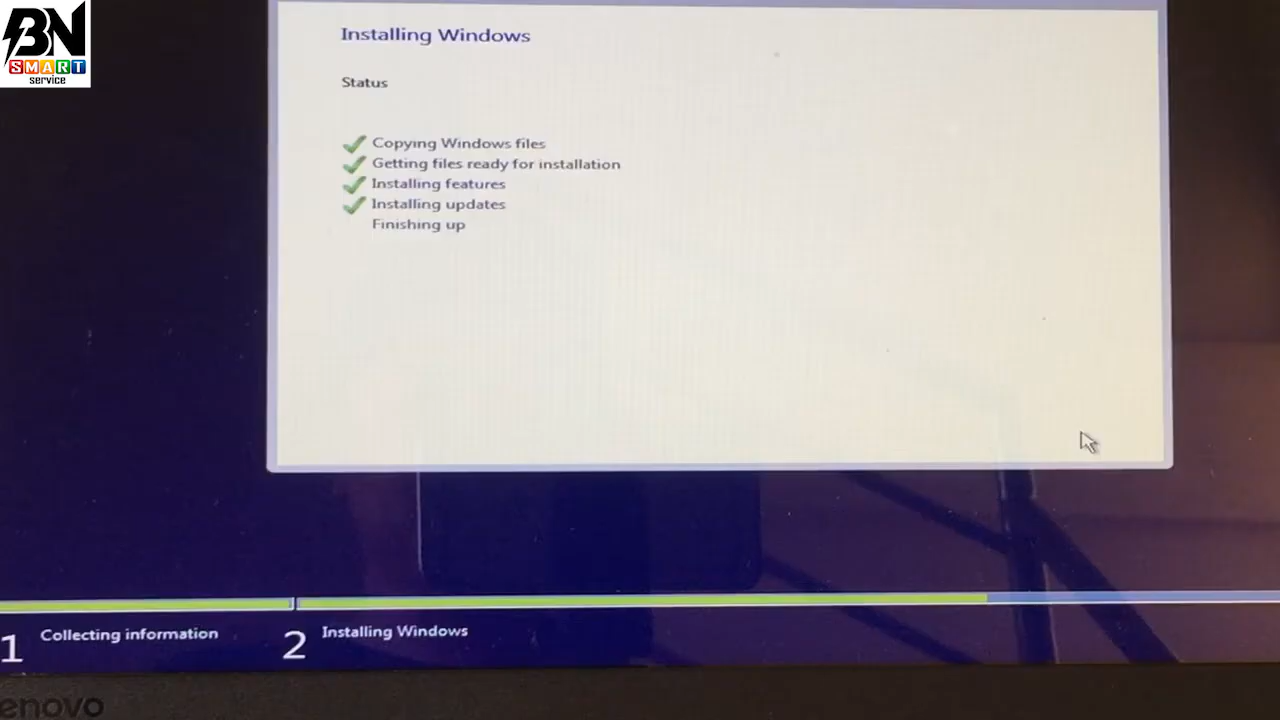 BN
SMART
service
Installing Windows
Status
Copying Windows files
Getting files ready for installation
Installing features
Installing updates
Finishing up
1 Collecting information
2 Installing Windows
enovo